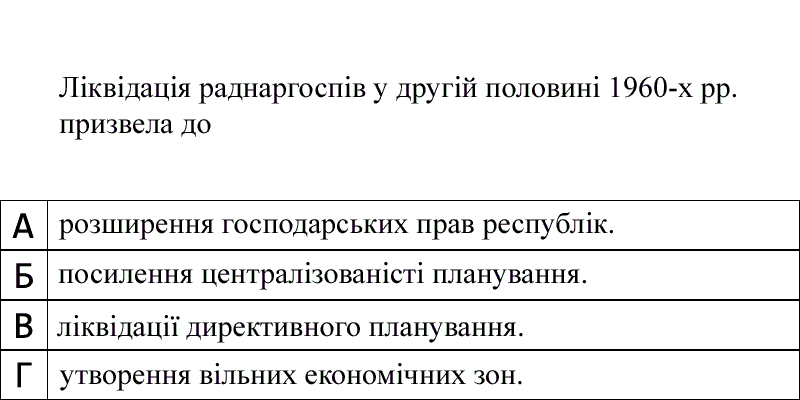 Ліквідація раднаргоспів у другій половині 1960-х рр.
призвела до
А розширення господарських прав республік.
Б посилення централізованісті планування.
В ліквідації директивного планування.
Г утворення вільних економічних зон.